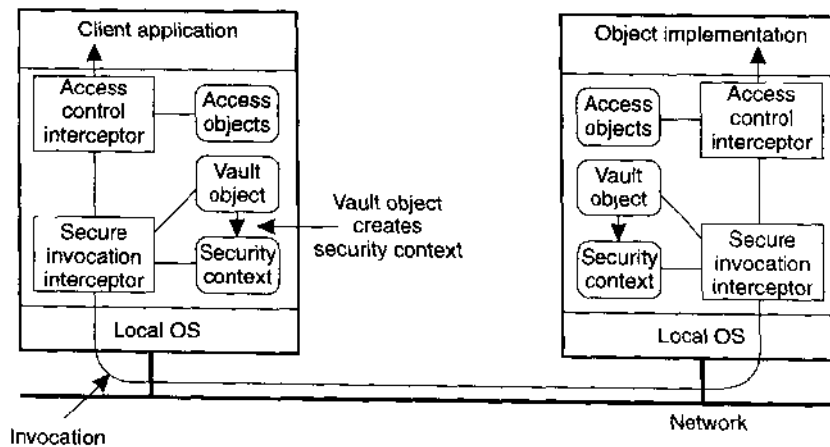 Client application
Access
control
interceptor
Access
objects
Vault
object
Secure
invocation
interceptor
Security
context
Local OS
Vault object
creates
security context
Object implementation
Access
objects
Access
control
interceptor
Vault
object
Security
context
Secure
invocation
interceptor
Local OS
Network
Invocation